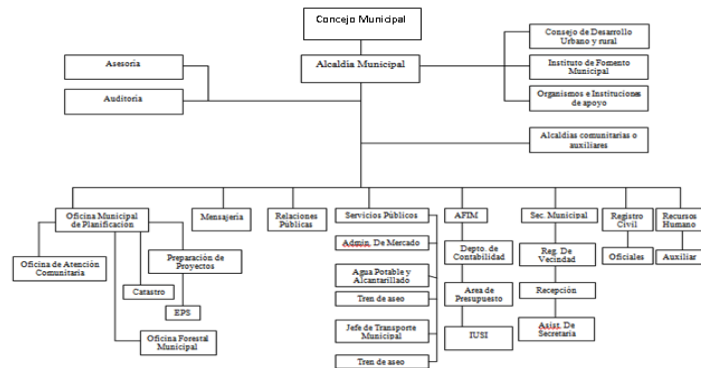 Concejo Municipal
Alcaldía Municipal
Consejo de Desarrollo
Urbano y rural
Asesoría
Instituto de Fomento
Municipal
Auditoria
Organismos e Instituciones
de apoyo
Alcaldías comunitarias o
auxiliares
Oficina Municipal
de Planificación
Mensajería
Relaciones
Públicas
Servicios Públicos
AFIM
Sec. Municipal
Registro
Civil
Recursos
Humano
Oficina de Atención
Comunitaria
Preparación de
Proyectos
Catastro
EPS
Oficina Forestal
Municipal
Admin. De Mercado
Agua Potable y
Alcantarillado
Tren de aseo
Jefe de Transporte
Municipal
Tren de aseo
Depto. de
Contabilidad
Area de
Presupuesto
IUSI
Reg. De
Vecindad
Recepción
Asist. De
Secretaria
Oficiales
Auxiliar